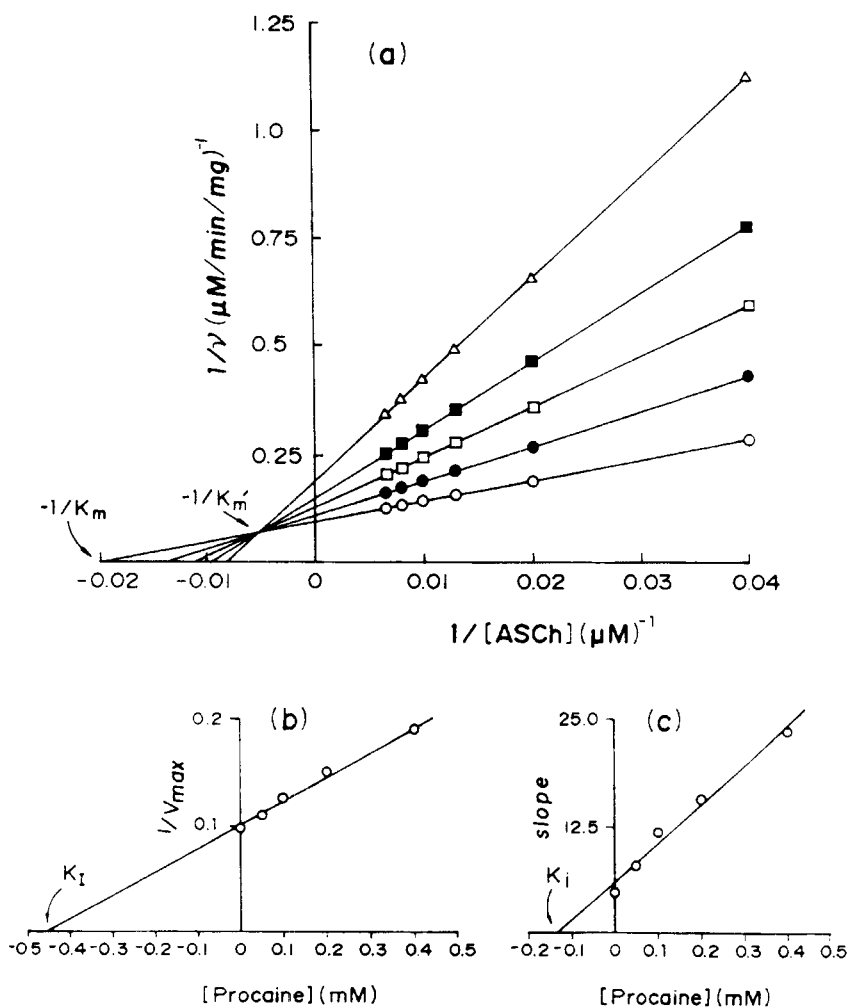 (a)
1.25
1.0
0.75
0.5
0.25
1/ν (μM/min/mg)⁻¹
-1/Km
-1/Km'
-0.02 -0.01 0 0.01 0.02 0.03 0.04
1/[ASCh](μM)⁻¹
(b)
0.2
0.1
1/Vmax
KI
-0.5 -0.4 -0.3 -0.2 -0.1 0 0.1 0.2 0.3 0.4 0.5
[Procaine](mM)
(c)
25.0
12.5
slope
Ki
-0.2 -0.1 0 0.1 0.2 0.3 0.4 0.5
[Procaine](mM)